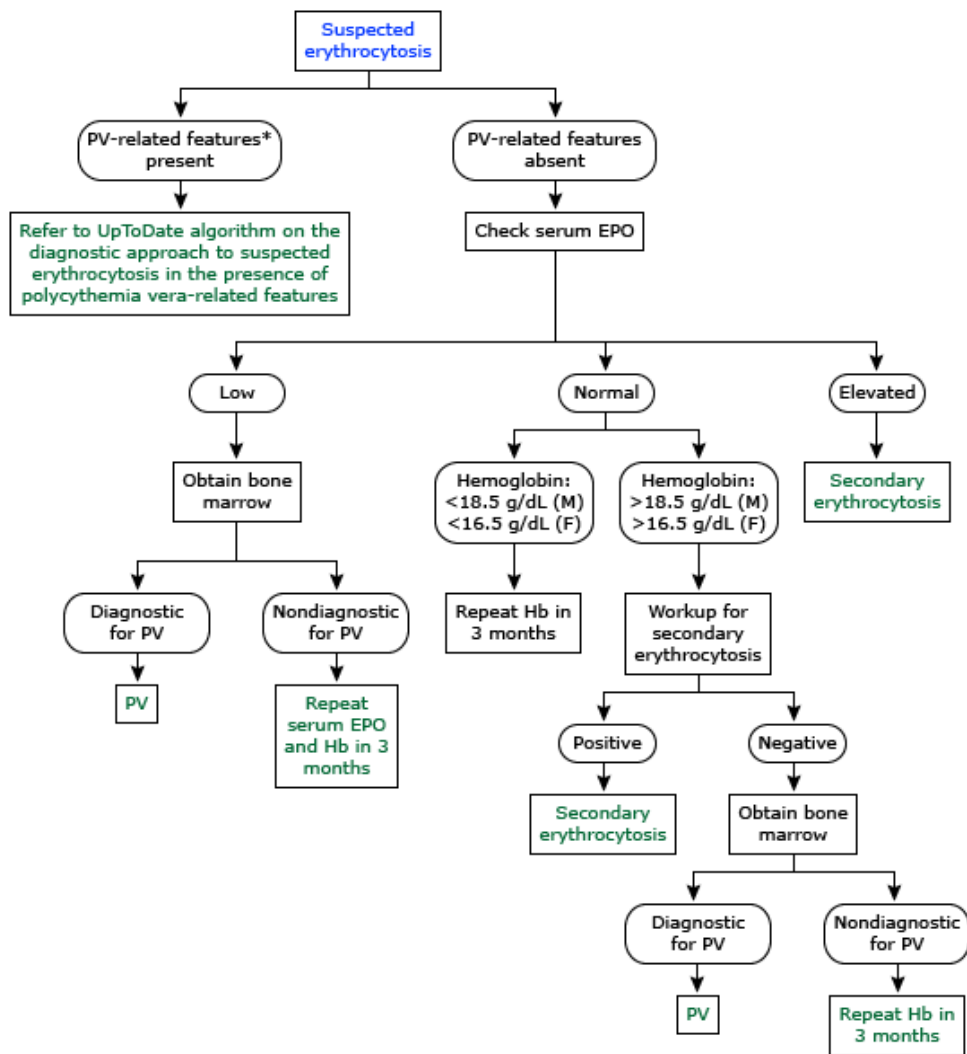 Suspected
erythrocytosis
PV-related features*
present
PV-related features
absent
Refer to UpToDate algorithm on the
diagnostic approach to suspected
erythrocytosis in the presence of
polycythemia vera-related features
Check serum EPO
Low
Normal
Elevated
Obtain bone
marrow
Hemoglobin:
<18.5 g/dL (M)
<16.5 g/dL (F)
Hemoglobin:
>18.5 g/dL (M)
>16.5 g/dL (F)
Secondary
erythrocytosis
Diagnostic
for PV
Nondiagnostic
for PV
Repeat Hb in
3 months
Workup for
secondary
erythrocytosis
PV
Repeat
serum EPO
and Hb in 3
months
Positive
Negative
Secondary
erythrocytosis
Obtain bone
marrow
Diagnostic
for PV
Nondiagnostic
for PV
PV
Repeat Hb in
3 months